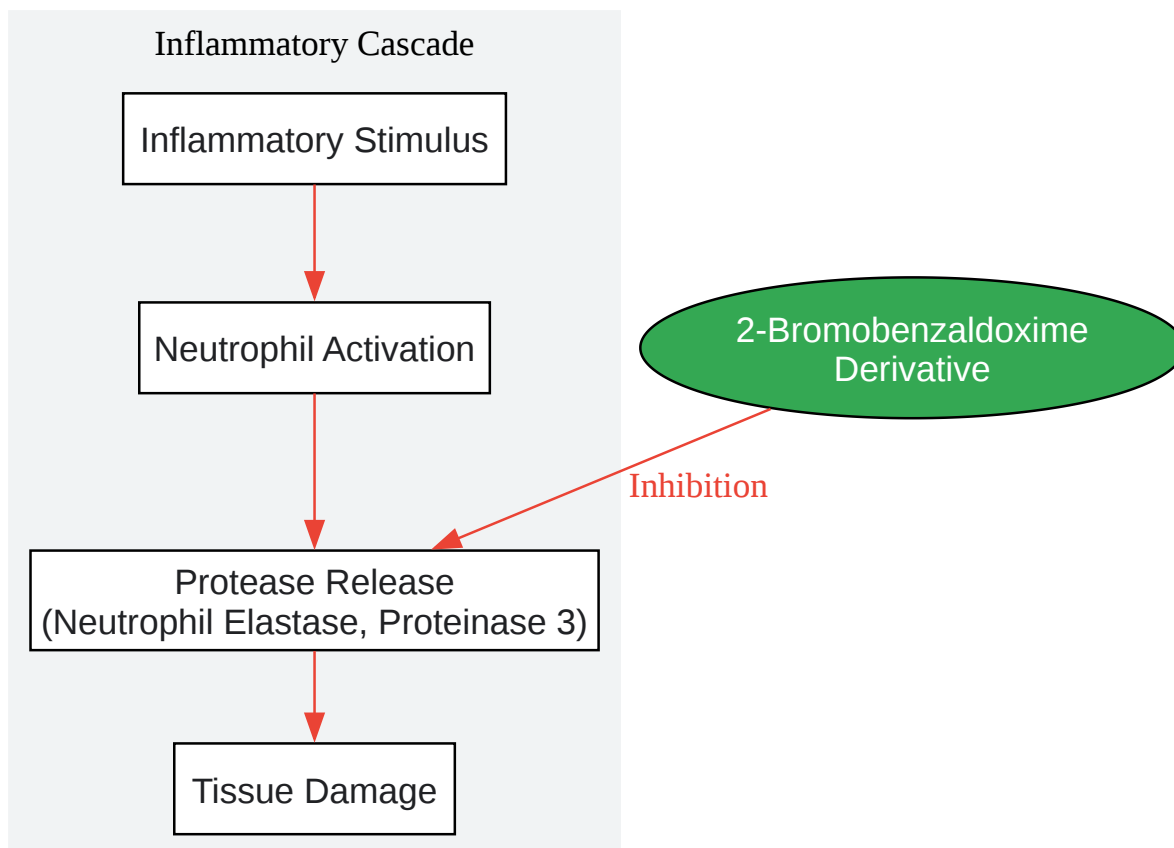 Inflammatory Cascade
Inflammatory Stimulus
Neutrophil Activation
2-Bromobenzaldoxime
Derivative
Inhibition
Protease Release
(Neutrophil Elastase, Proteinase 3)
Tissue Damage